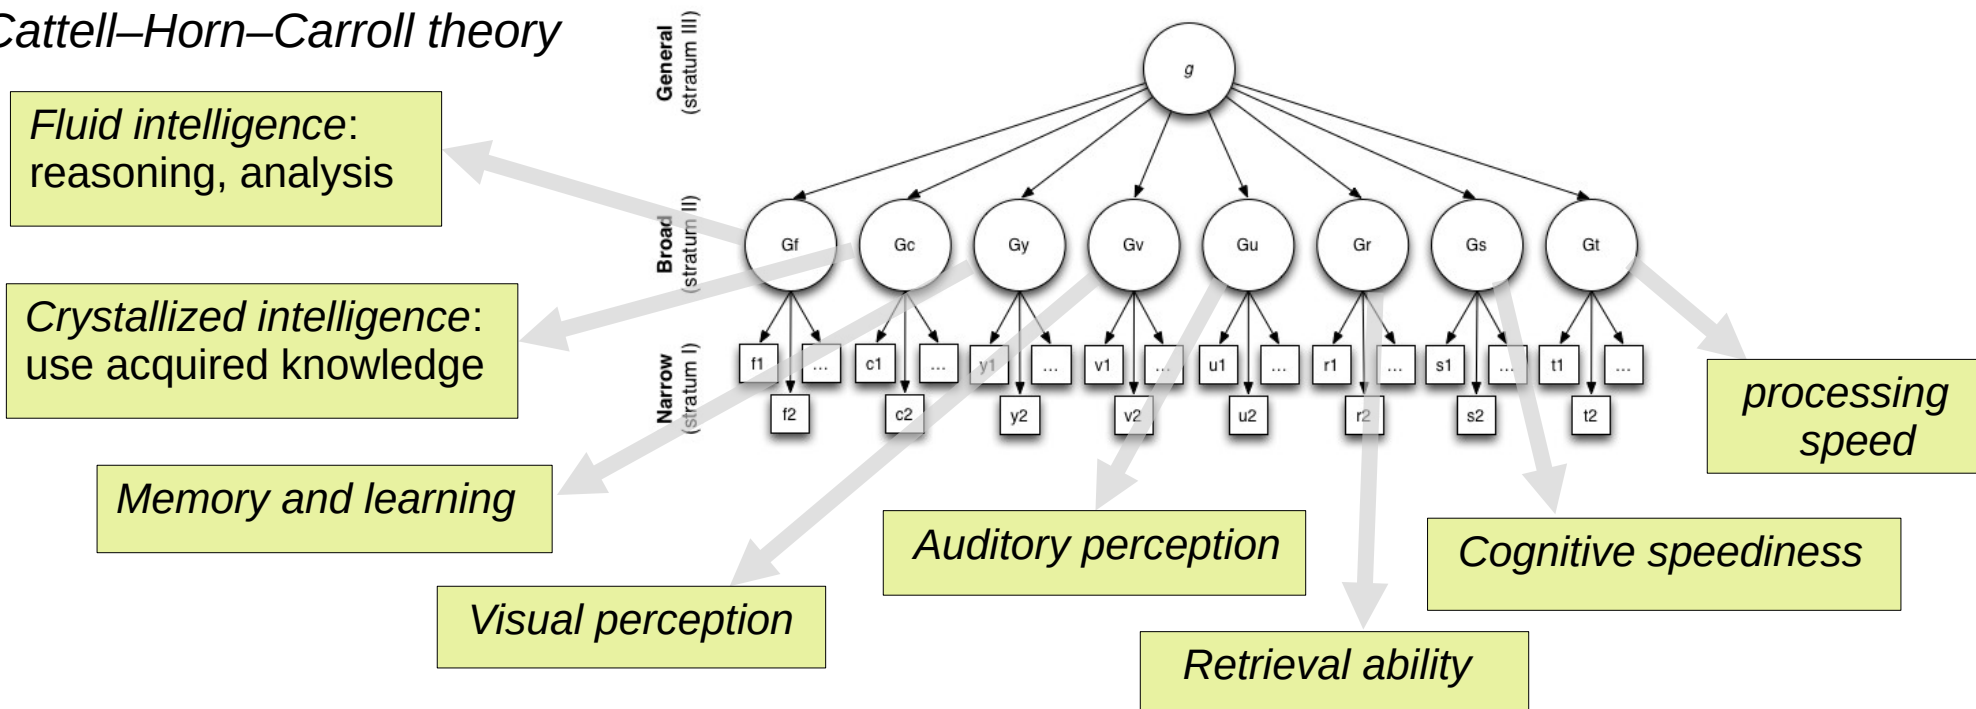 Cattell–Horn–Carroll theory
General
(stratum III)
g
Fluid intelligence:
reasoning, analysis
Broad
(stratum II)
Gf Gc Gy Gv Gu Gr Gs Gt
Crystallized intelligence:
use acquired knowledge
Narrow
(stratum I)
f1 ... c1 ... y1 ... v1 ... u1 ... r1 ... s1 ... t1 ...
f2 c2 y2 v2 u2 r2 s2 t2
processing
speed
Memory and learning
Auditory perception
Cognitive speediness
Visual perception
Retrieval ability